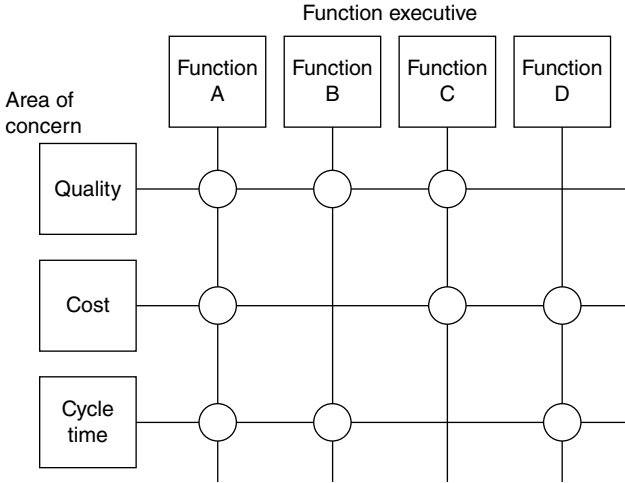 Function executive
Function
A
Function
B
Function
C
Function
D
Area of
concern
Quality
Cost
Cycle
time